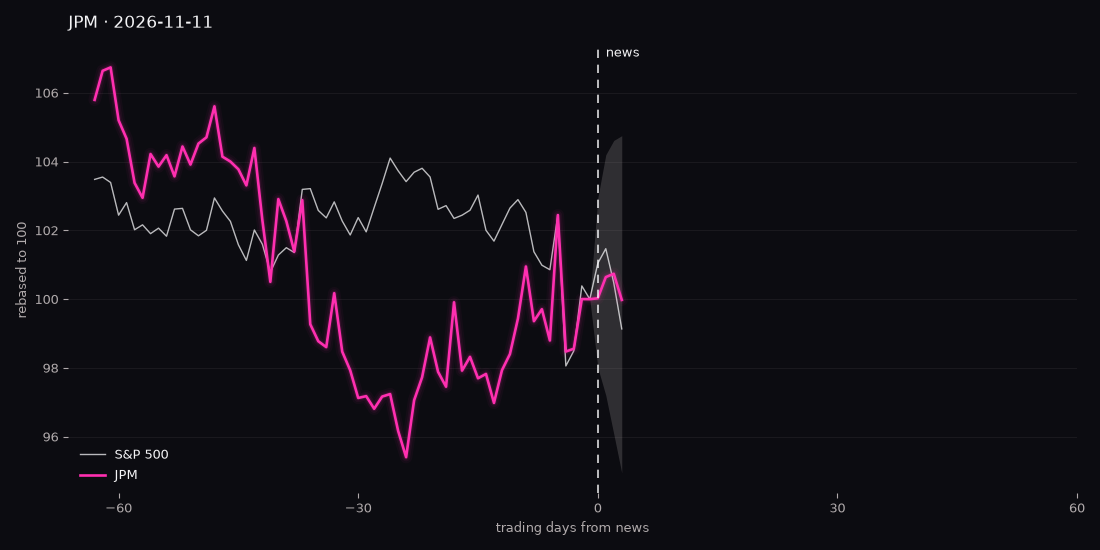 JPM · 2026-11-11
news
106
104
102
100
98
96
rebased to 100
S&P 500
JPM
−60
−30
0
30
60
trading days from news